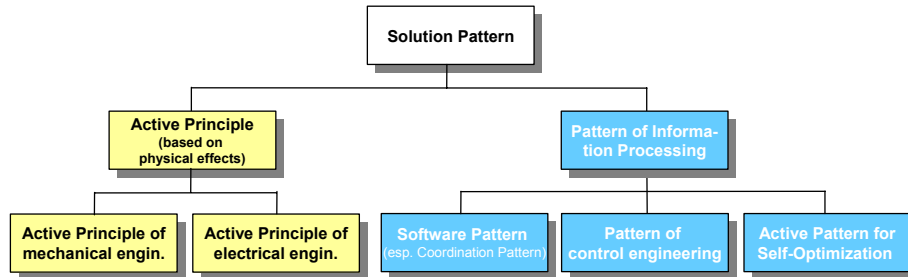 Solution Pattern
Active Principle
(based on
physical effects)
Pattern of Informa-
tion Processing
Active Principle of
mechanical engin.
Active Principle of
electrical engin.
Software Pattern
(esp. Coordination Pattern)
Pattern of
control engineering
Active Pattern for
Self-Optimization